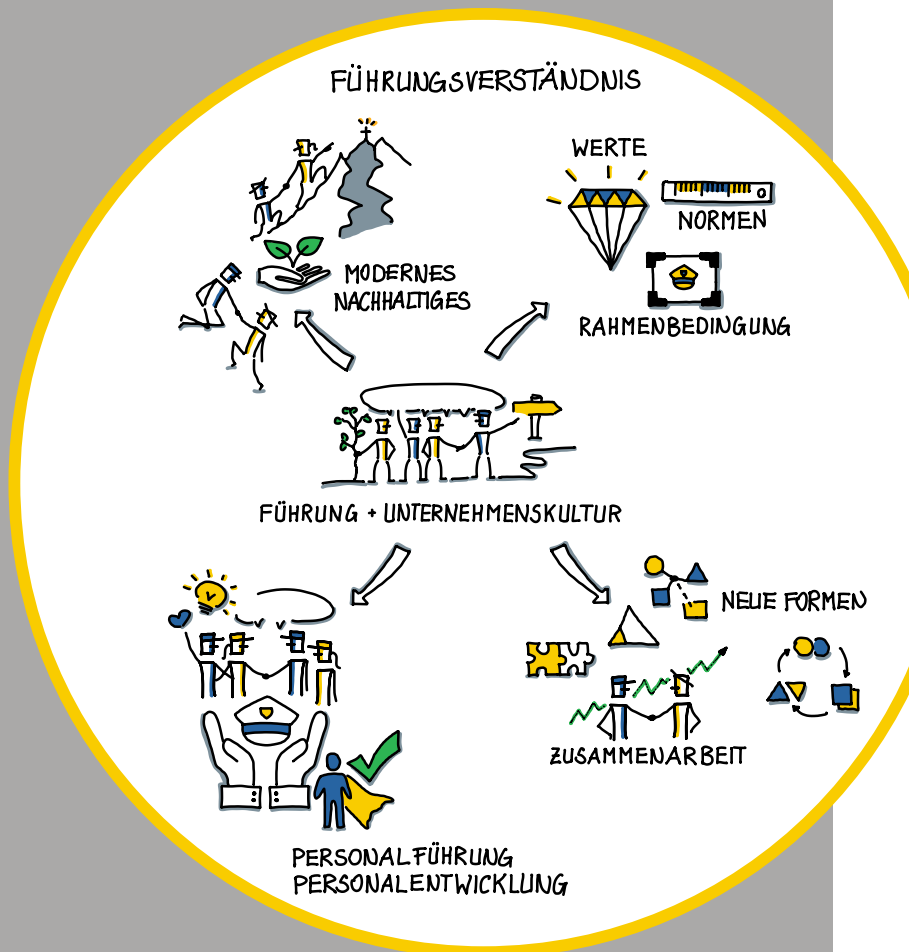 FÜHRUNGSVERSTÄNDNIS
WERTE
NORMEN
RAHMENBEDINGUNG
MODERNES
NACHHALTIGES
FÜHRUNG + UNTERNEHMENSKULTUR
NEUE FORMEN
ZUSAMMENARBEIT
PERSONALFÜHRUNG
PERSONALENTWICKLUNG